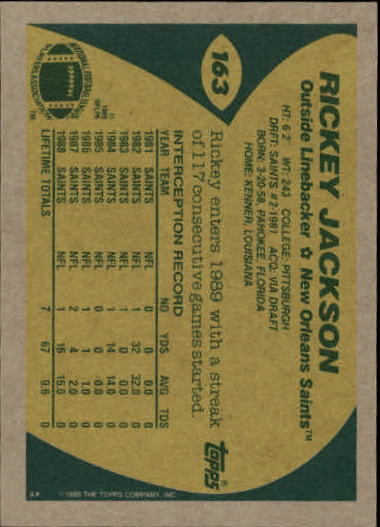 163
RICKEY JACKSON
Outside Linebacker ☆ New Orleans Saints™
HT: 6'2" WT: 243 COLLEGE: PITTSBURGH
DRFT: SAINTS #2-1981 ACQ: VIA DRAFT
BORN: 3-20-58, PAHOKEE, FLORIDA
HOME: KENNER, LOUISIANA
Rickey enters 1989 with a streak
of 117 consecutive games started.
TOPPS®
INTERCEPTION RECORD
YEAR TEAM NO YDS AVG TDS
1981 SAINTS NFL 0 0 0.0 0
1982 SAINTS NFL 1 32 32.0 0
1983 SAINTS NFL 1 0 0.0 0
1984 SAINTS NFL 1 14 14.0 0
1985 SAINTS NFL 0 0 0.0 0
1986 SAINTS NFL 1 1 1.0 0
1987 SAINTS NFL 2 4 2.0 0
1988 SAINTS NFL 1 16 16.0 0
LIFETIME TOTALS 7 67 9.6 0
© 1989 THE TOPPS COMPANY, INC.